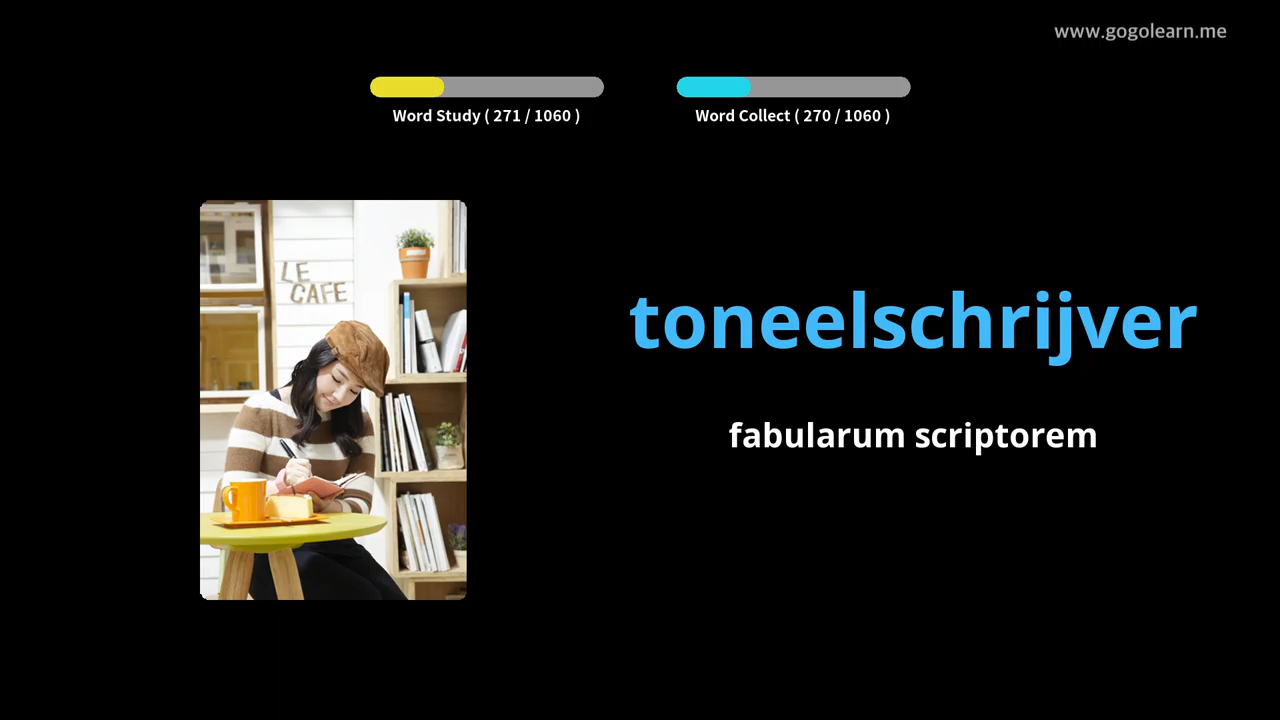 www.gogolearn.me
Word Study ( 271 / 1060 )
Word Collect ( 270 / 1060 )
LE
CAFE
toneelschrijver
fabularum scriptorem